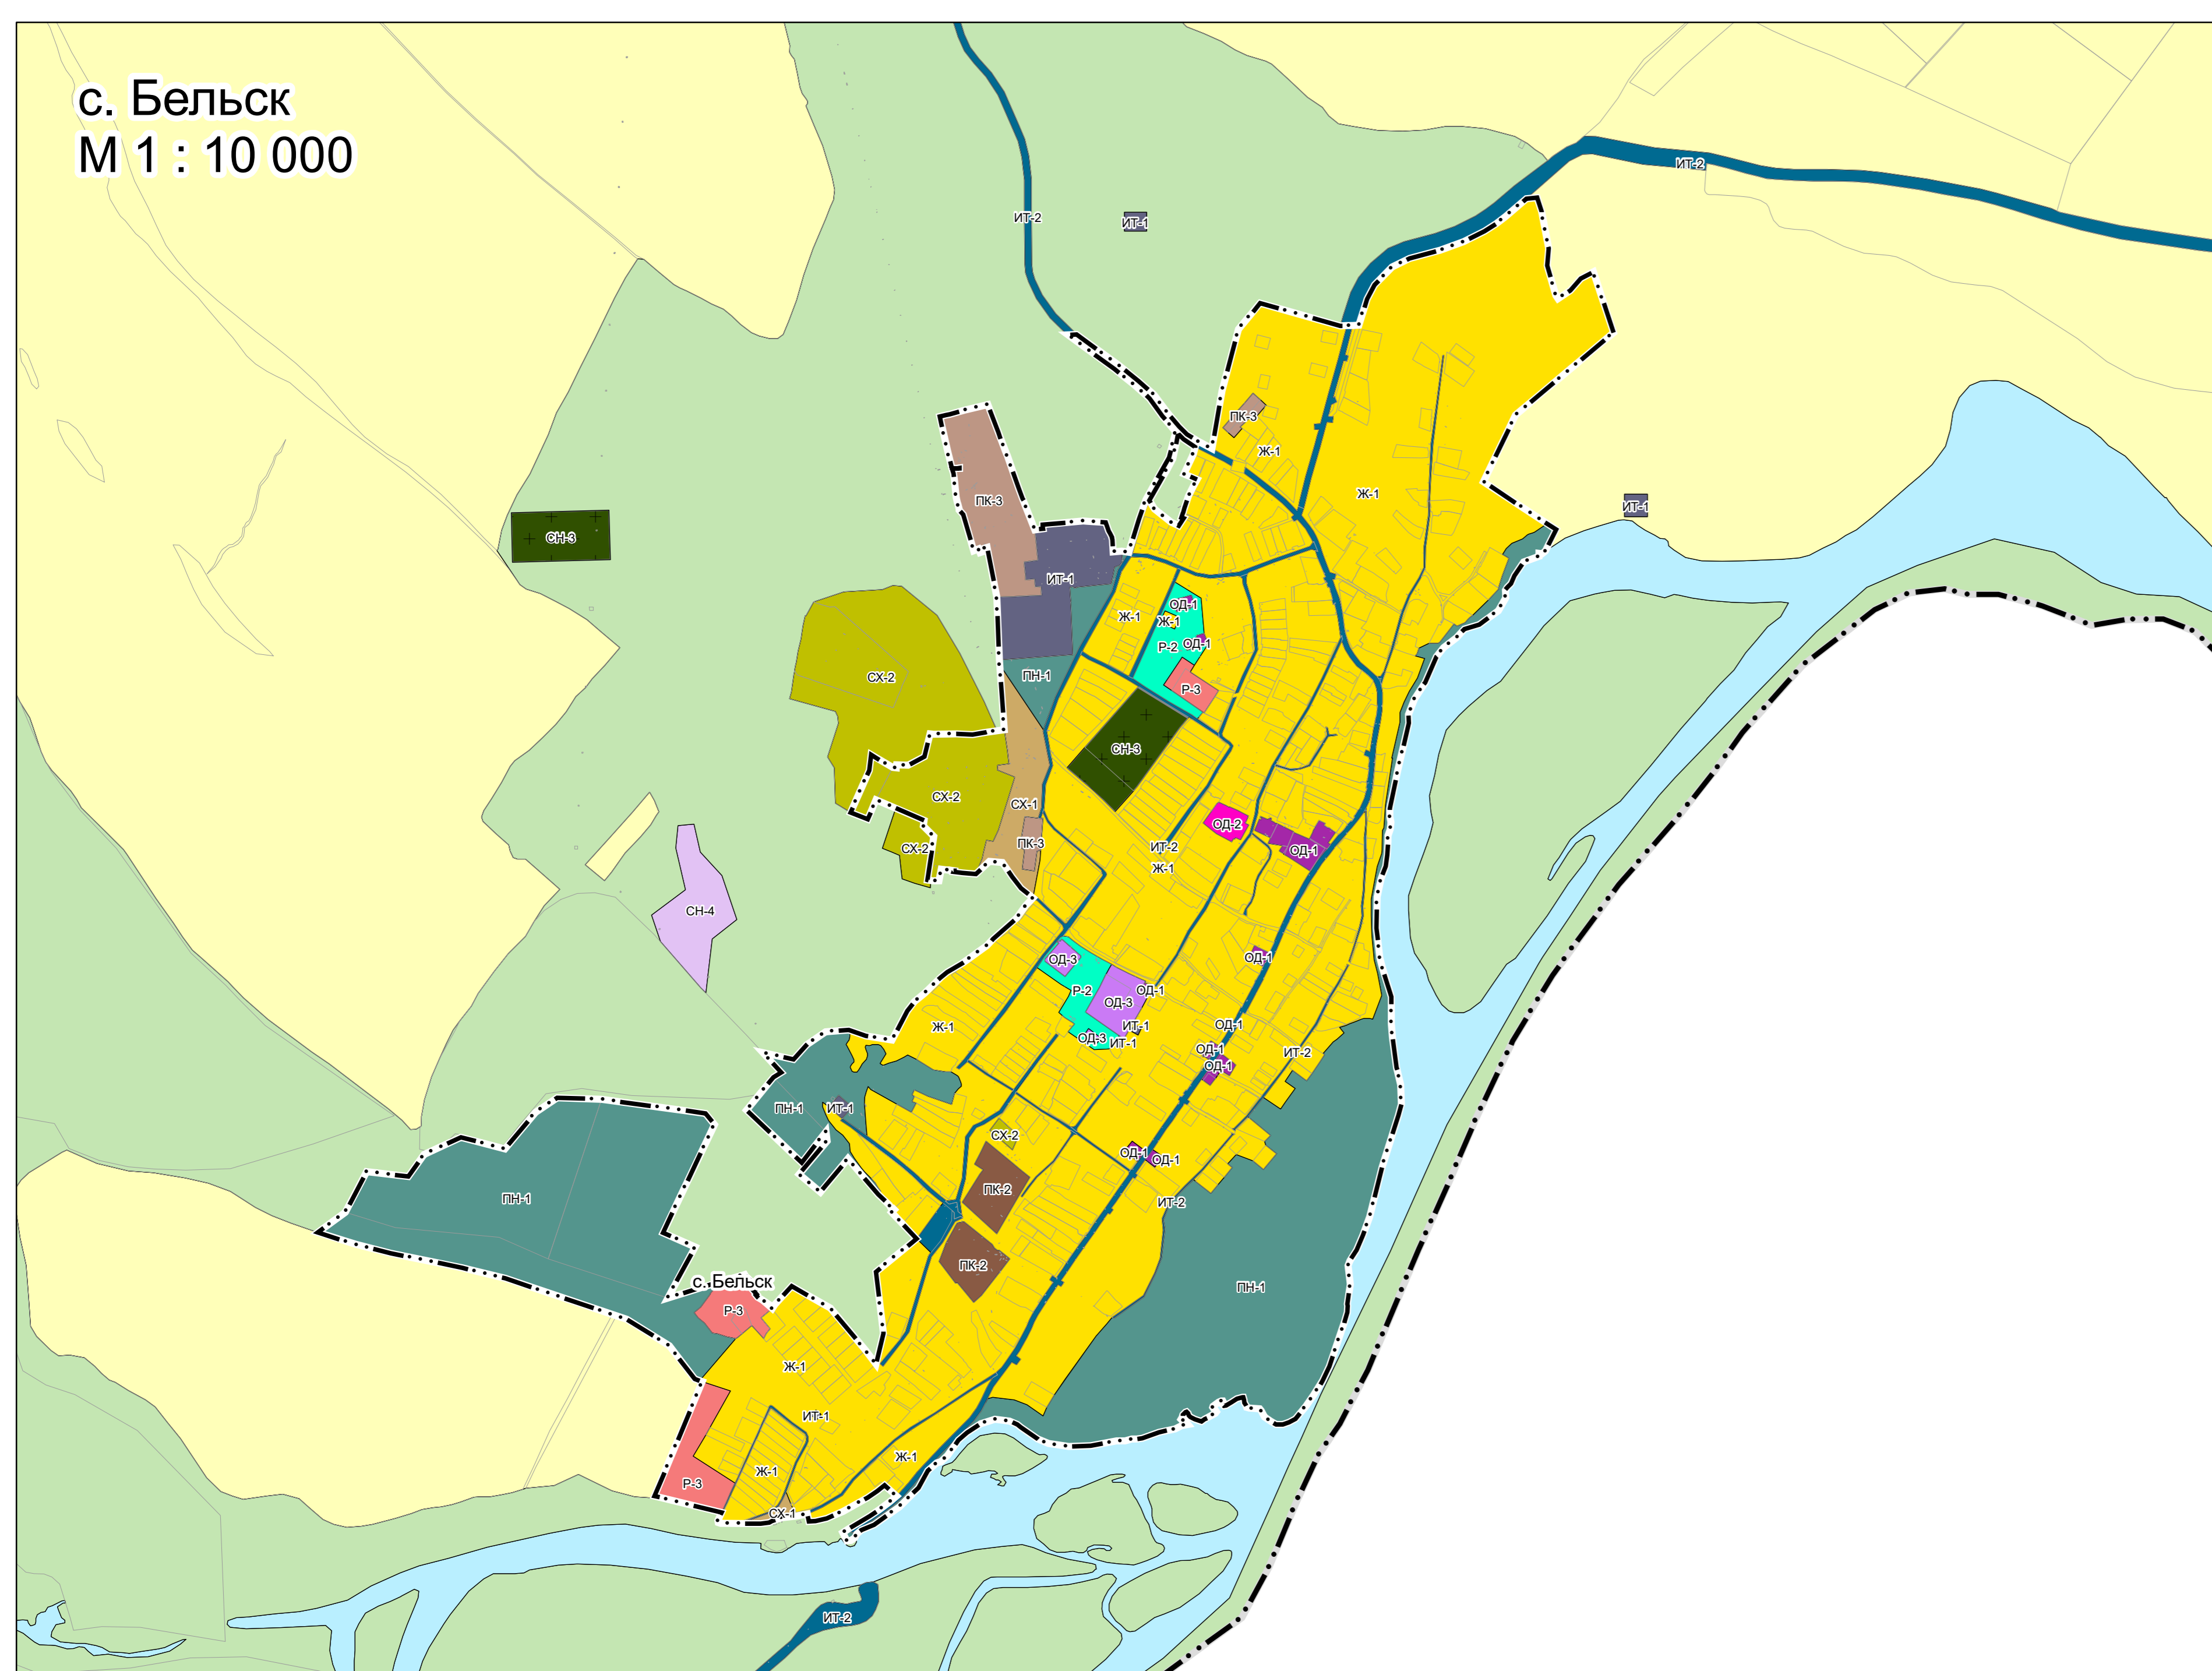 с. Бельск
М 1 : 10 000
ИТ-2
ИТ-2
ИТ-1
ПК-3
Ж-1
Ж-1
ПК-3
ИТ-1
СН-3
ИТ-1
ОД-1
Ж-1
Ж-1
ОД-1
Р-2
ПН-1
СХ-2
Р-3
СН-3
СХ-2
СХ-1
ОД-2
ПК-3
ИТ-2
СХ-2
ОД-1
Ж-1
СН-4
ОД-3
ОД-1
Р-2
ОД-1
ОД-3
Ж-1
ИТ-1
ОД-1
ОД-3
ИТ-1
ОД-1
ИТ-2
ОД-1
ПН-1
ИТ-1
СХ-2
ОД-1
ОД-1
ПК-2
ПН-1
ИТ-2
ПК-2
с. Бельск
ПН-1
Р-3
Ж-1
ИТ-1
Ж-1
Ж-1
Р-3
СХ-1
ИТ-2